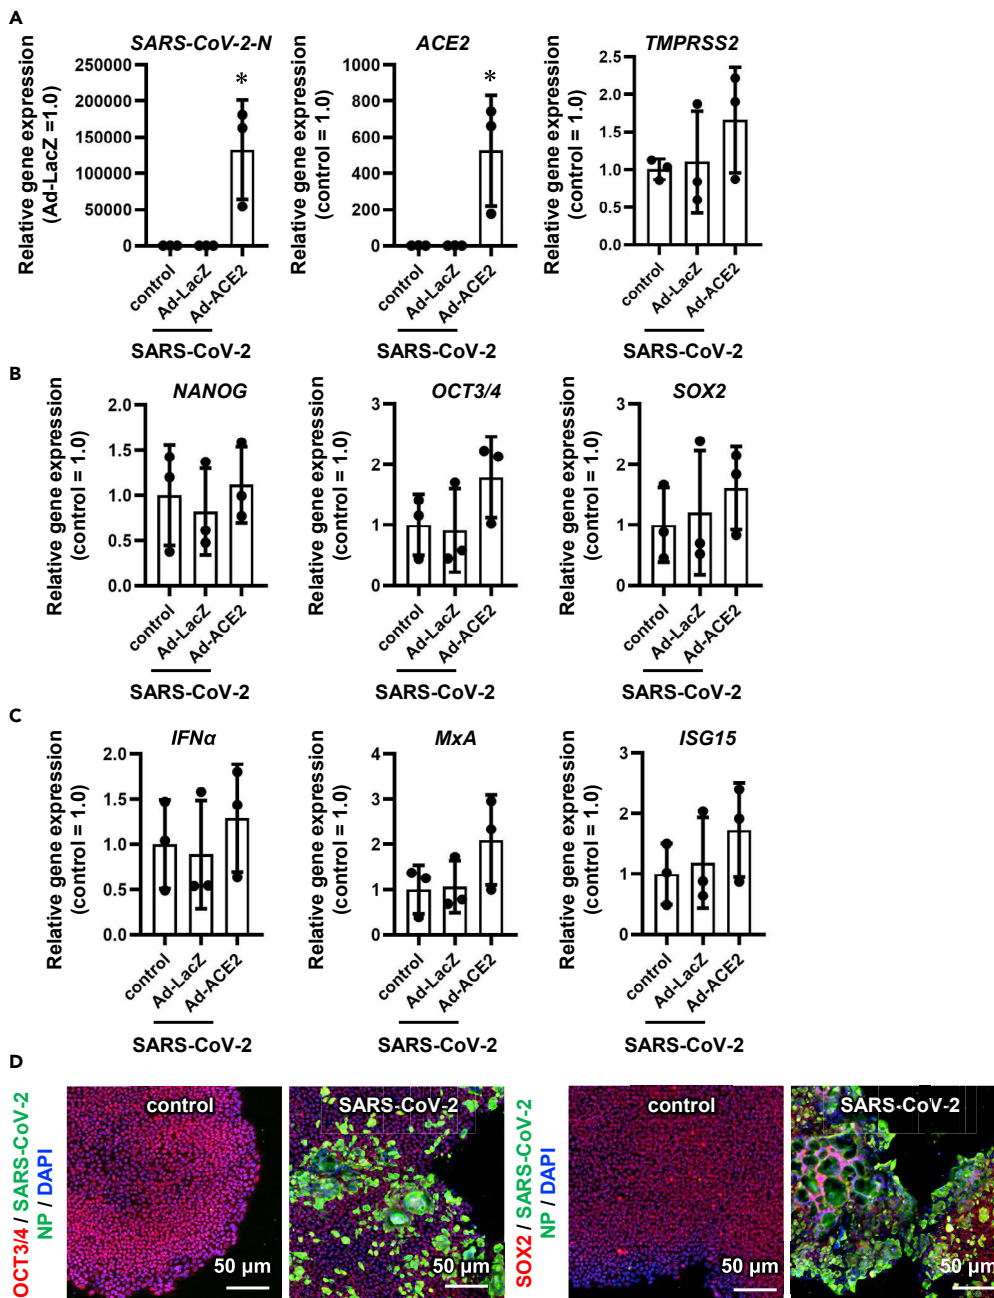 A
SARS-CoV-2-N
Relative gene expression
(Ad-LacZ =1.0)
250000
200000
150000
100000
50000
0
*
control
Ad-LacZ
Ad-ACE2
SARS-CoV-2
ACE2
Relative gene expression
(control = 1.0)
1000
800
600
400
200
0
*
control
Ad-LacZ
Ad-ACE2
SARS-CoV-2
TMPRSS2
Relative gene expression
(control = 1.0)
2.5
2.0
1.5
1.0
0.5
0.0
control
Ad-LacZ
Ad-ACE2
SARS-CoV-2
B
NANOG
Relative gene expression
(control = 1.0)
2.0
1.5
1.0
0.5
0.0
control
Ad-LacZ
Ad-ACE2
SARS-CoV-2
OCT3/4
Relative gene expression
(control = 1.0)
3
2
1
0
control
Ad-LacZ
Ad-ACE2
SARS-CoV-2
SOX2
Relative gene expression
(control = 1.0)
3
2
1
0
control
Ad-LacZ
Ad-ACE2
SARS-CoV-2
C
IFNα
Relative gene expression
(control = 1.0)
2.0
1.5
1.0
0.5
0.0
control
Ad-LacZ
Ad-ACE2
SARS-CoV-2
MxA
Relative gene expression
(control = 1.0)
4
3
2
1
0
control
Ad-LacZ
Ad-ACE2
SARS-CoV-2
ISG15
Relative gene expression
(control = 1.0)
3
2
1
0
control
Ad-LacZ
Ad-ACE2
SARS-CoV-2
D
OCT3/4 / SARS-CoV-2
NP / DAPI
control
50 μm
SARS-CoV-2
50 μm
SOX2 / SARS-CoV-2
NP / DAPI
control
50 μm
SARS-CoV-2
50 μm